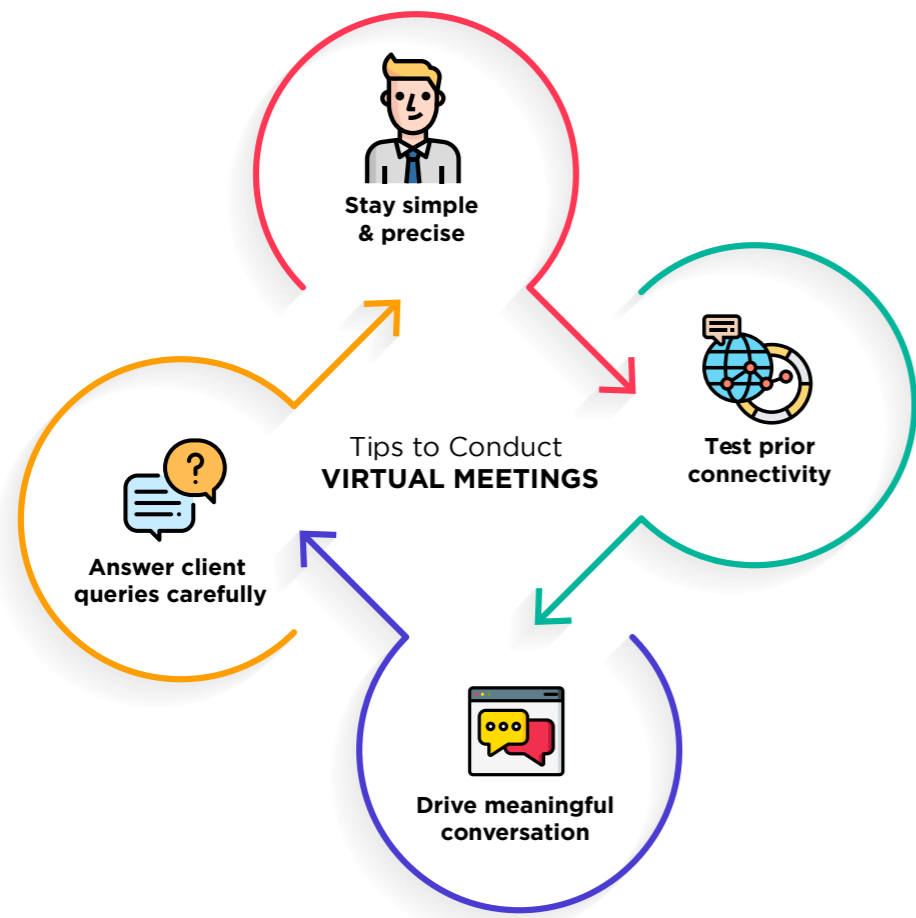 Stay simple
& precise
Test prior
connectivity
Tips to Conduct
VIRTUAL MEETINGS
?
Answer client
queries carefully
Drive meaningful
conversation